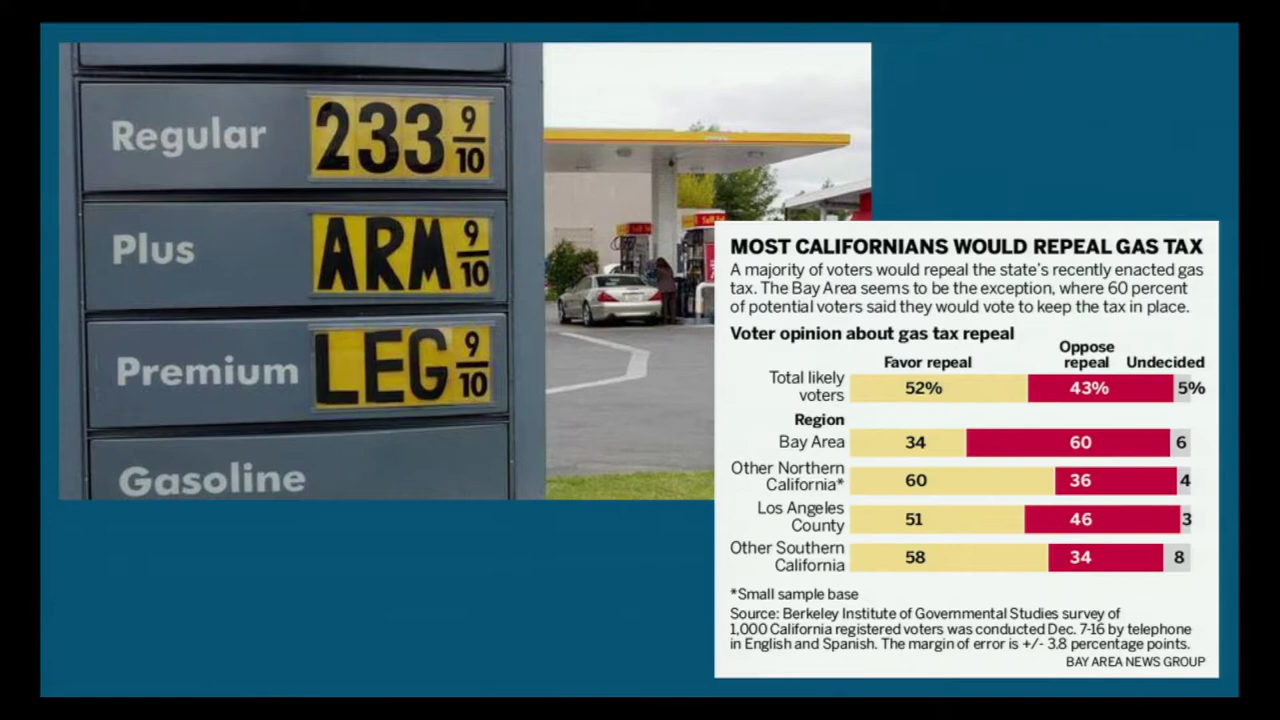 Regular 233 9/10
Plus ARM 9/10
Premium LEG 9/10
Gasoline
MOST CALIFORNIANS WOULD REPEAL GAS TAX
A majority of voters would repeal the state's recently enacted gas
tax. The Bay Area seems to be the exception, where 60 percent
of potential voters said they would vote to keep the tax in place.
Voter opinion about gas tax repeal
Favor repeal Oppose repeal Undecided
Total likely voters 52% 43% 5%
Region
Bay Area 34 60 6
Other Northern California* 60 36 4
Los Angeles County 51 46 3
Other Southern California 58 34 8
*Small sample base
Source: Berkeley Institute of Governmental Studies survey of
1,000 California registered voters was conducted Dec. 7-16 by telephone
in English and Spanish. The margin of error is +/- 3.8 percentage points.
BAY AREA NEWS GROUP